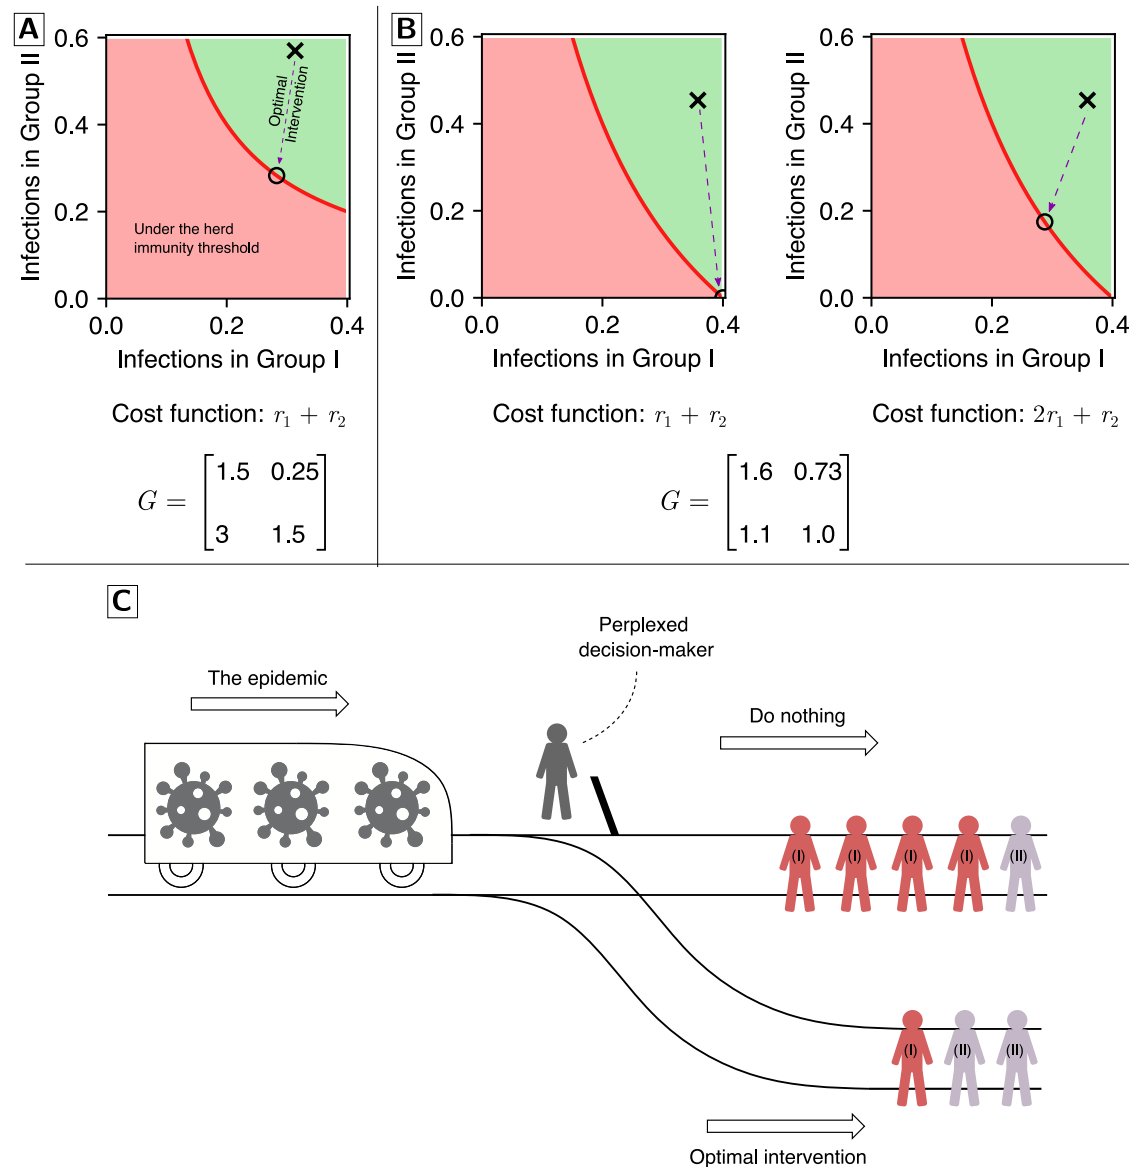 A
Infections in Group II
0.6
0.4
0.2
0.0
Optimal
Intervention
Under the herd
immunity threshold
0.0 0.2 0.4
Infections in Group I
Cost function: r₁ + r₂
G = [1.5 0.25
3 1.5]
B
Infections in Group II
0.6
0.4
0.2
0.0
0.0 0.2 0.4
Infections in Group I
Cost function: r₁ + r₂
Infections in Group II
0.6
0.4
0.2
0.0
0.0 0.2 0.4
Infections in Group I
Cost function: 2r₁ + r₂
G = [1.6 0.73
1.1 1.0]
C
The epidemic
Perplexed
decision-maker
Do nothing
(I) (I) (I) (I) (II)
(I) (II) (II)
Optimal intervention